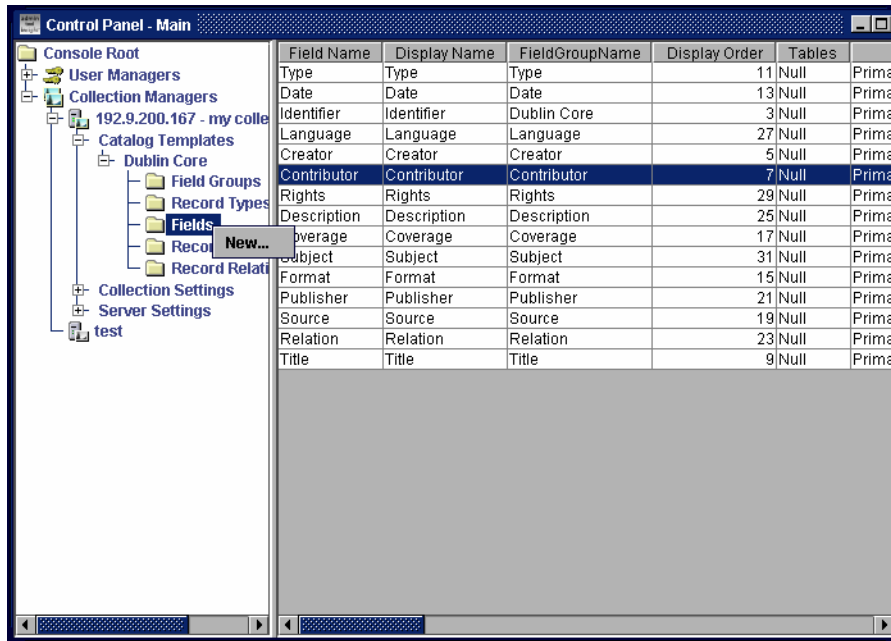 Control Panel - Main
Console Root
User Managers
Collection Managers
192.9.200.167 - my colle
Catalog Templates
Dublin Core
Field Groups
Record Types
Fields
Recor
Record Relati
Collection Settings
Server Settings
test
New...
Field Name Display Name FieldGroupName Display Order Tables
Type Type Type 11 Null Prima
Date Date Date 13 Null Prima
Identifier Identifier Dublin Core 3 Null Prima
Language Language Language 27 Null Prima
Creator Creator Creator 5 Null Prima
Contributor Contributor Contributor 7 Null Prima
Rights Rights Rights 29 Null Prima
Description Description Description 25 Null Prima
overage Coverage Coverage 17 Null Prima
ubject Subject Subject 31 Null Prima
Format Format Format 15 Null Prima
Publisher Publisher Publisher 21 Null Prima
Source Source Source 19 Null Prima
Relation Relation Relation 23 Null Prima
Title Title Title 9 Null Prima